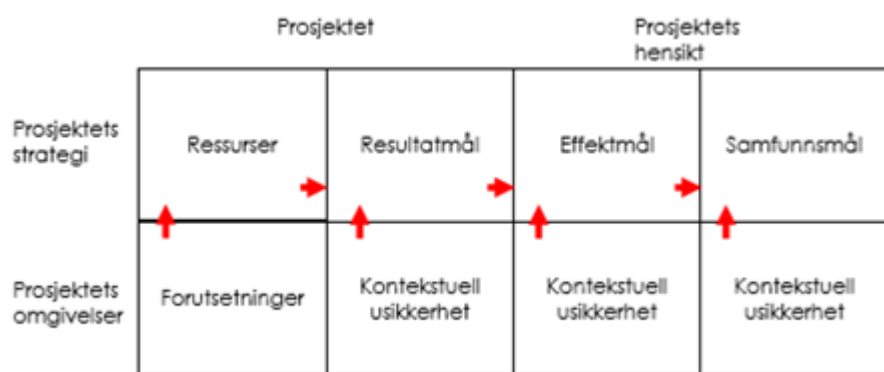 Prosjektet
Prosjektets
hensikt
Prosjektets
strategi
Ressurser
Resultatmål
Effektmål
Samfunnsmål
Prosjektets
omgivelser
Forutsetninger
Kontekstuell
usikkerhet
Kontekstuell
usikkerhet
Kontekstuell
usikkerhet